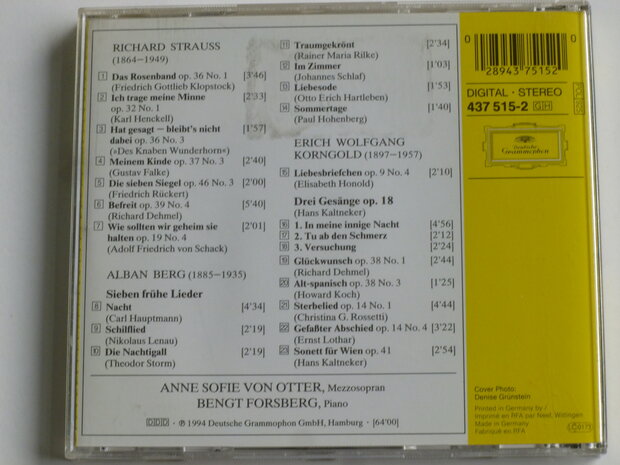 RICHARD STRAUSS
(1864–1949)
1 Das Rosenband op. 36 No. 1 [3'46]
(Friedrich Gottlieb Klopstock)
2 Ich trage meine Minne [2'33]
op. 32 No. 1
(Karl Henckell)
3 Hat gesagt – bleibt's nicht [1'57]
dabei op. 36 No. 3
(»Des Knaben Wunderhorn«)
4 Meinem Kinde op. 37 No. 3 [2'40]
(Gustav Falke)
5 Die sieben Siegel op. 46 No. 3 [2'00]
(Friedrich Rückert)
6 Befreit op. 39 No. 4 [5'40]
(Richard Dehmel)
7 Wie sollten wir geheim sie [2'01]
halten op. 19 No. 4
(Adolf Friedrich von Schack)
ALBAN BERG (1885–1935)
Sieben frühe Lieder
8 Nacht [4'34]
(Carl Hauptmann)
9 Schilflied [2'19]
(Nikolaus Lenau)
10 Die Nachtigall [2'19]
(Theodor Storm)
11 Traumgekrönt [2'34]
(Rainer Maria Rilke)
12 Im Zimmer [1'03]
(Johannes Schlaf)
13 Liebesode [1'53]
(Otto Erich Hartleben)
14 Sommertage [1'40]
(Paul Hohenberg)
ERICH WOLFGANG
KORNGOLD (1897–1957)
15 Liebesbriefchen op. 9 No. 4 [2'10]
(Elisabeth Honold)
Drei Gesänge op. 18
(Hans Kaltneker)
16 1. In meine innige Nacht [4'56]
17 2. Tu ab den Schmerz [2'12]
18 3. Versuchung [2'24]
19 Glückwunsch op. 38 No. 1 [2'44]
(Richard Dehmel)
20 Alt-spanisch op. 38 No. 3 [1'25]
(Howard Koch)
21 Sterbelied op. 14 No. 1 [4'44]
(Christina G. Rossetti)
22 Gefaßter Abschied op. 14 No. 4 [3'22]
(Ernst Lothar)
23 Sonett für Wien op. 41 [2'54]
(Hans Kaltneker)
ANNE SOFIE VON OTTER, Mezzosopran
BENGT FORSBERG, Piano
DDD · ℗ 1994 Deutsche Grammophon GmbH, Hamburg · [64'00]
0 28943 75152 0
DIGITAL · STEREO
437 515-2 GH
Deutsche
Grammophon
Cover Photo:
Denise Grünstein
Printed in Germany by /
Imprimé en RFA par Neef, Wittingen
Made in Germany
Fabriqué en RFA
LC 0173